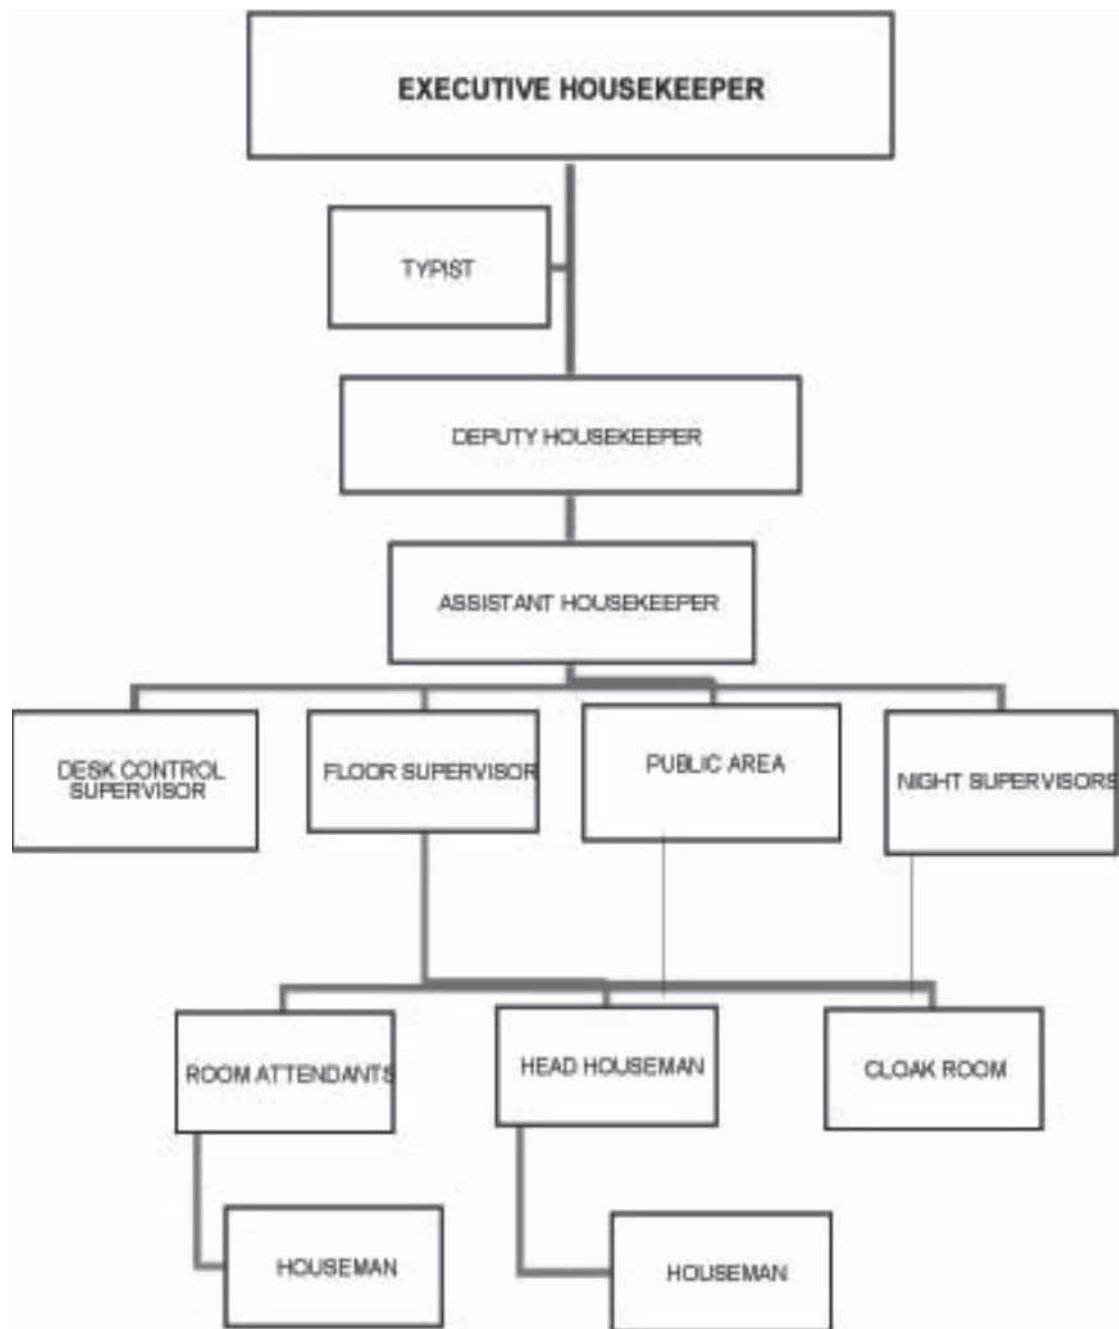 EXECUTIVE HOUSEKEEPER
TYPIST
DEPUTY HOUSEKEEPER
ASSISTANT HOUSEKEEPER
DESK CONTROL
SUPERVISOR
FLOOR SUPERVISOR
PUBLIC AREA
NIGHT SUPERVISORS
ROOM ATTENDANTS
HEAD HOUSEMAN
CLOAK ROOM
HOUSEMAN
HOUSEMAN